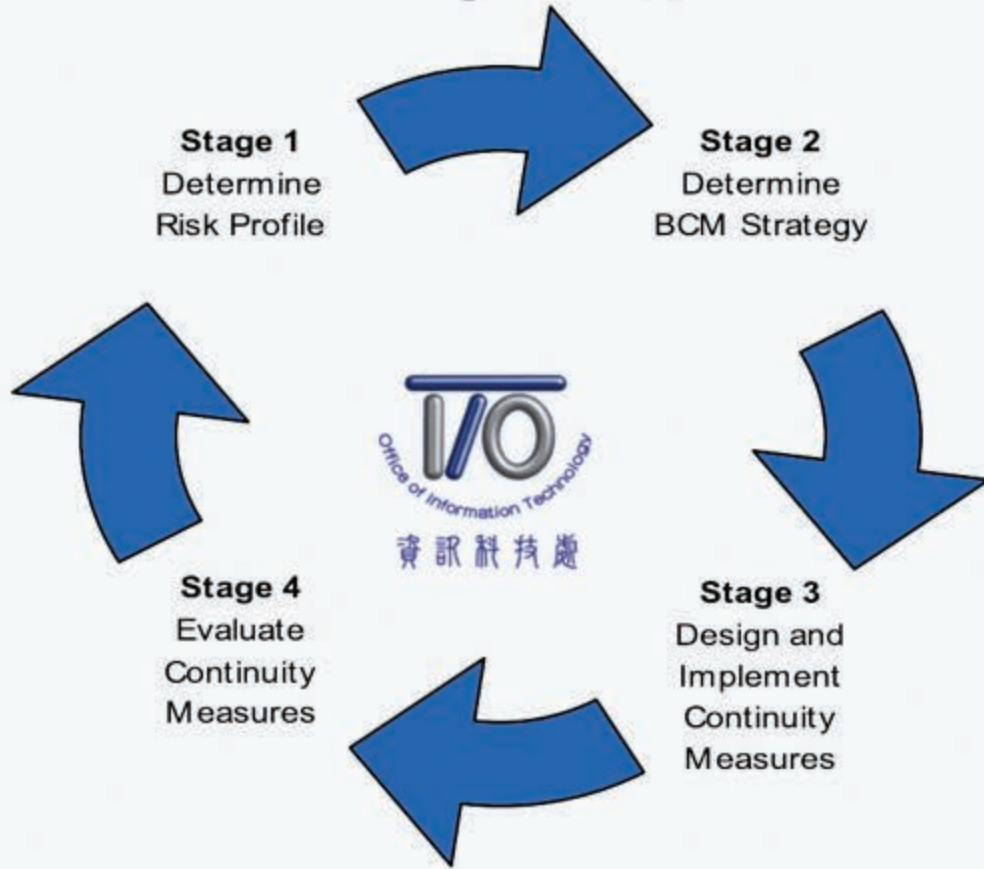 Stage 1
Determine
Risk Profile
Stage 2
Determine
BCM Strategy
I/O
Office of Information Technology
資訊科技處
Stage 4
Evaluate
Continuity
Measures
Stage 3
Design and
Implement
Continuity
Measures